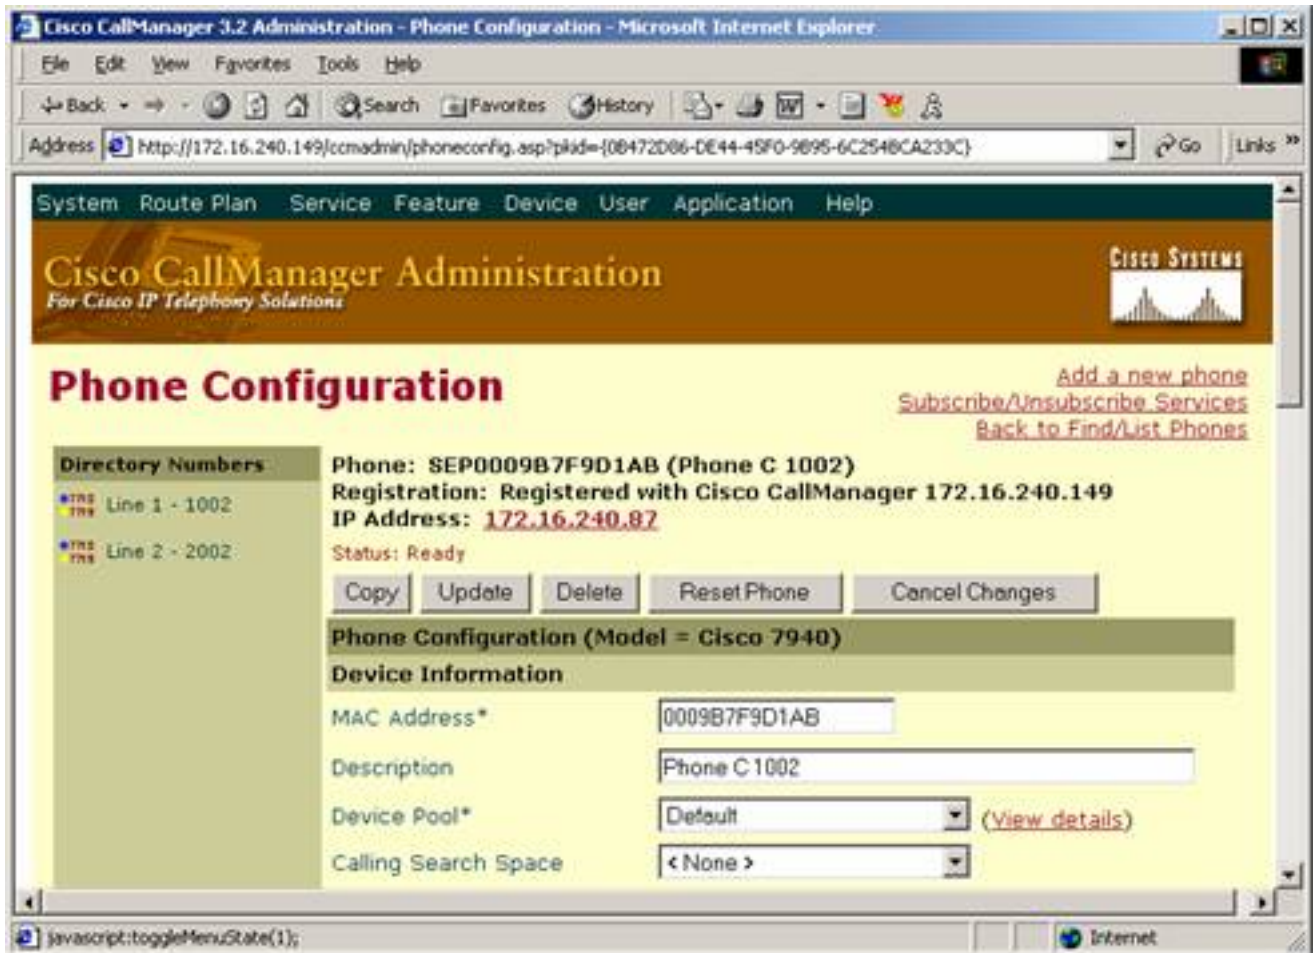 Cisco CallManager 3.2 Administration - Phone Configuration - Microsoft Internet Explorer
File Edit View Favorites Tools Help
Back Search Favorites History
Address http://172.16.240.149/ccmadmin/phoneconfig.asp?pkid={0B472D86-DE44-45F0-9B95-6C254BCA233C} Go Links »
System Route Plan Service Feature Device User Application Help
Cisco CallManager Administration
For Cisco IP Telephony Solutions
CISCO SYSTEMS
Phone Configuration
Add a new phone
Subscribe/Unsubscribe Services
Back to Find/List Phones
Directory Numbers
Line 1 - 1002
Line 2 - 2002
Phone: SEP0009B7F9D1AB (Phone C 1002)
Registration: Registered with Cisco CallManager 172.16.240.149
IP Address: 172.16.240.87
Status: Ready
Copy Update Delete Reset Phone Cancel Changes
Phone Configuration (Model = Cisco 7940)
Device Information
MAC Address* 0009B7F9D1AB
Description Phone C 1002
Device Pool* Default (View details)
Calling Search Space < None >
javascript:toggleMenuState(1); Internet